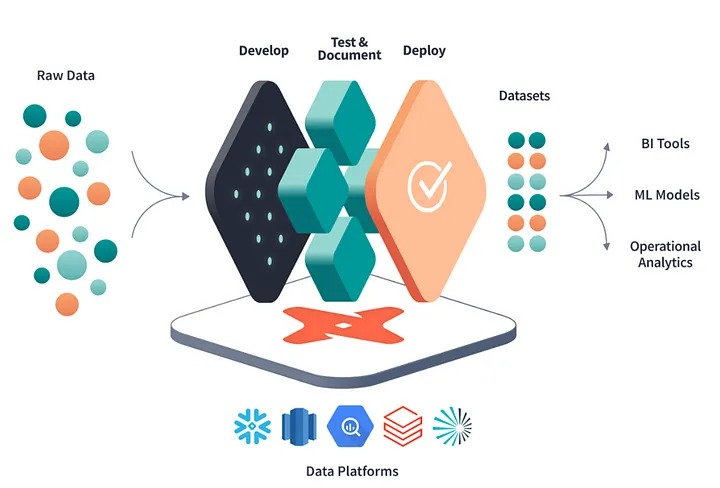 Develop
Test &
Document
Deploy
Raw Data
Datasets
BI Tools
ML Models
Operational
Analytics
Data Platforms